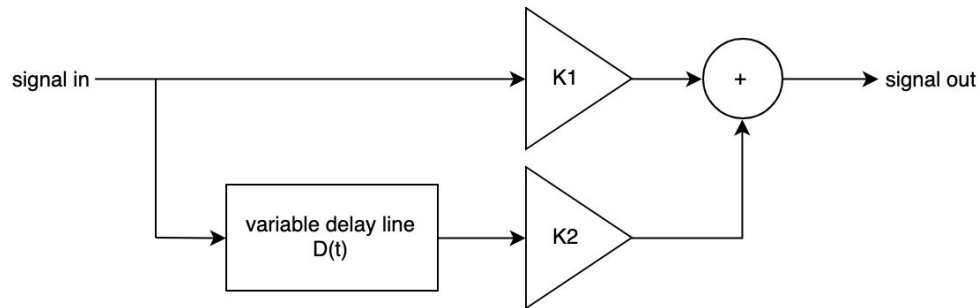 signal in
K1
+
signal out
variable delay line
D(t)
K2